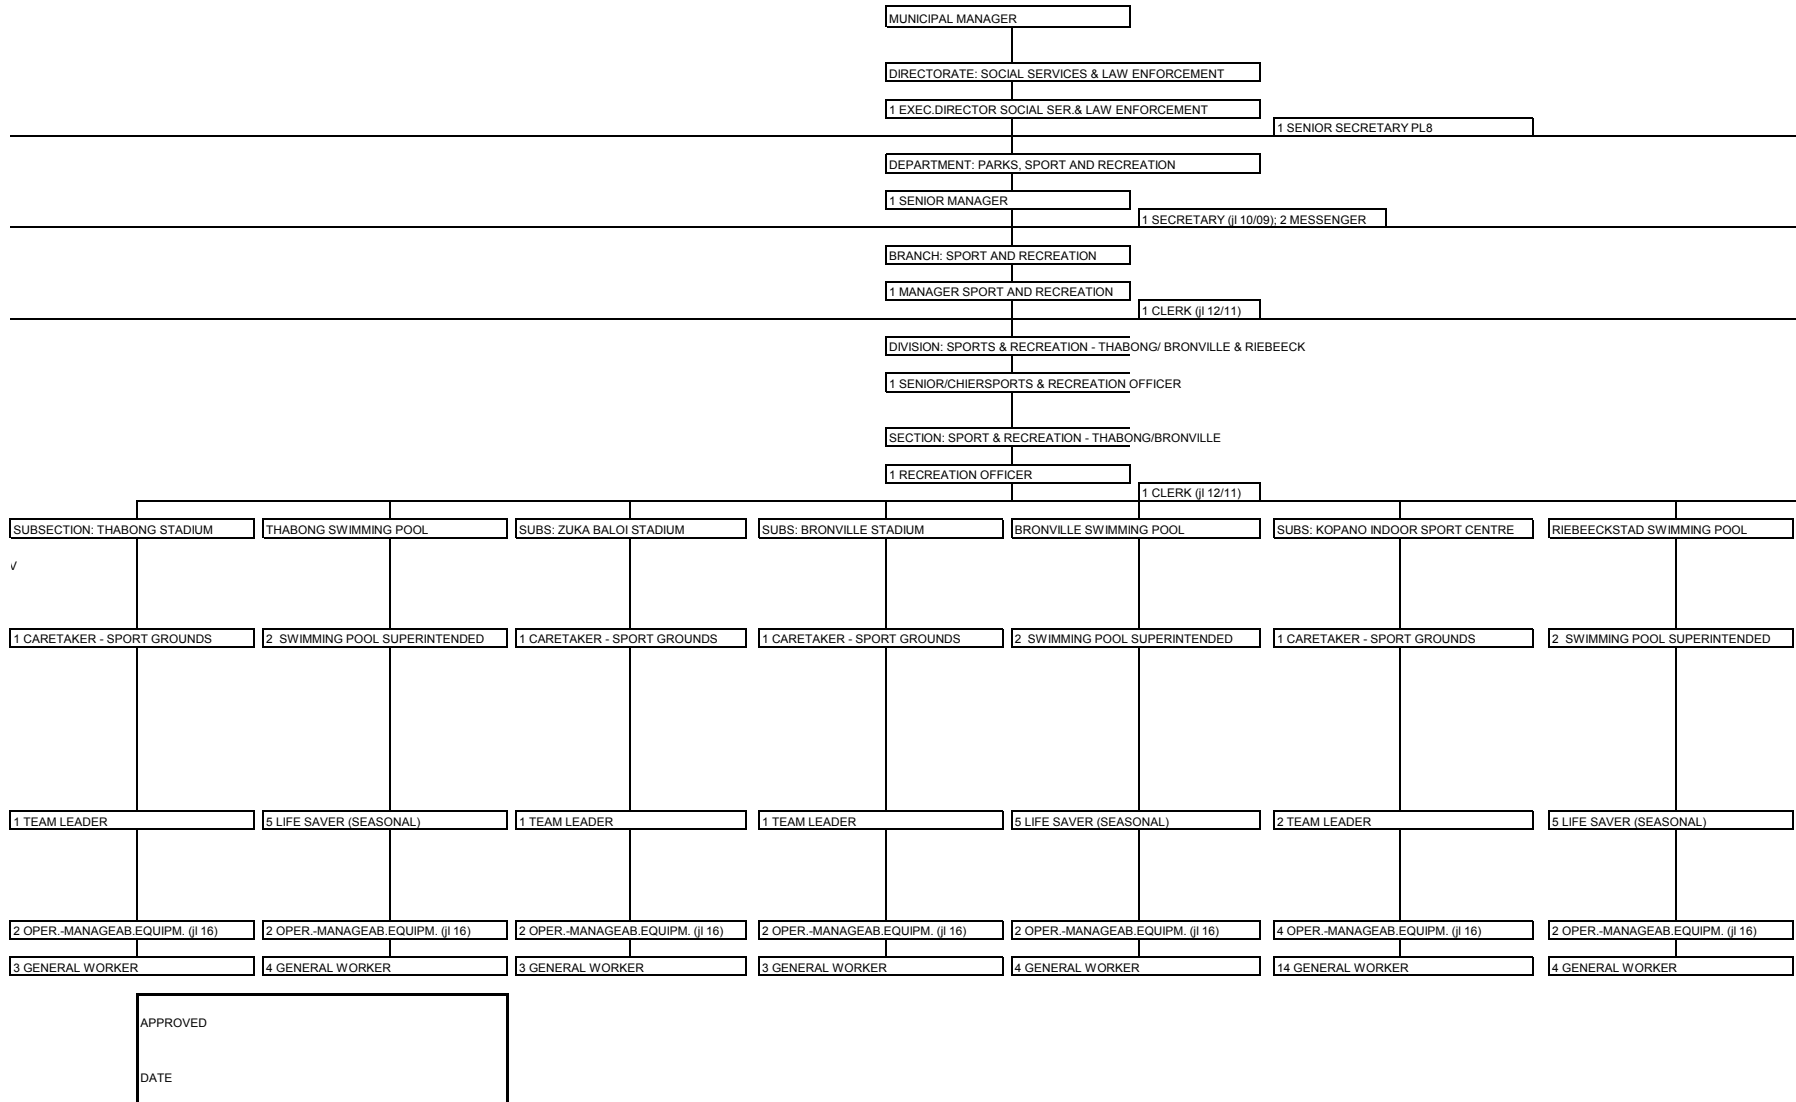 MUNICIPAL MANAGER
DIRECTORATE: SOCIAL SERVICES & LAW ENFORCEMENT
1 EXEC.DIRECTOR SOCIAL SER.& LAW ENFORCEMENT
1 SENIOR SECRETARY PL8
DEPARTMENT: PARKS, SPORT AND RECREATION
1 SENIOR MANAGER
1 SECRETARY (jl 10/09); 2 MESSENGER
BRANCH: SPORT AND RECREATION
1 MANAGER SPORT AND RECREATION
1 CLERK (jl 12/11)
DIVISION: SPORTS & RECREATION - THABONG/ BRONVILLE & RIEBEECK
1 SENIOR/CHIERSPORTS & RECREATION OFFICER
SECTION: SPORT & RECREATION - THABONG/BRONVILLE
1 RECREATION OFFICER
1 CLERK (jl 12/11)
SUBSECTION: THABONG STADIUM
THABONG SWIMMING POOL
SUBS: ZUKA BALOI STADIUM
SUBS: BRONVILLE STADIUM
BRONVILLE SWIMMING POOL
SUBS: KOPANO INDOOR SPORT CENTRE
RIEBEECKSTAD SWIMMING POOL
1 CARETAKER - SPORT GROUNDS
2 SWIMMING POOL SUPERINTENDED
1 CARETAKER - SPORT GROUNDS
1 CARETAKER - SPORT GROUNDS
2 SWIMMING POOL SUPERINTENDED
1 CARETAKER - SPORT GROUNDS
2 SWIMMING POOL SUPERINTENDED
1 TEAM LEADER
5 LIFE SAVER (SEASONAL)
1 TEAM LEADER
1 TEAM LEADER
5 LIFE SAVER (SEASONAL)
2 TEAM LEADER
5 LIFE SAVER (SEASONAL)
2 OPER.-MANAGEAB.EQUIPM. (jl 16)
2 OPER.-MANAGEAB.EQUIPM. (jl 16)
2 OPER.-MANAGEAB.EQUIPM. (jl 16)
2 OPER.-MANAGEAB.EQUIPM. (jl 16)
2 OPER.-MANAGEAB.EQUIPM. (jl 16)
4 OPER.-MANAGEAB.EQUIPM. (jl 16)
2 OPER.-MANAGEAB.EQUIPM. (jl 16)
3 GENERAL WORKER
4 GENERAL WORKER
3 GENERAL WORKER
3 GENERAL WORKER
4 GENERAL WORKER
14 GENERAL WORKER
4 GENERAL WORKER
APPROVED
DATE